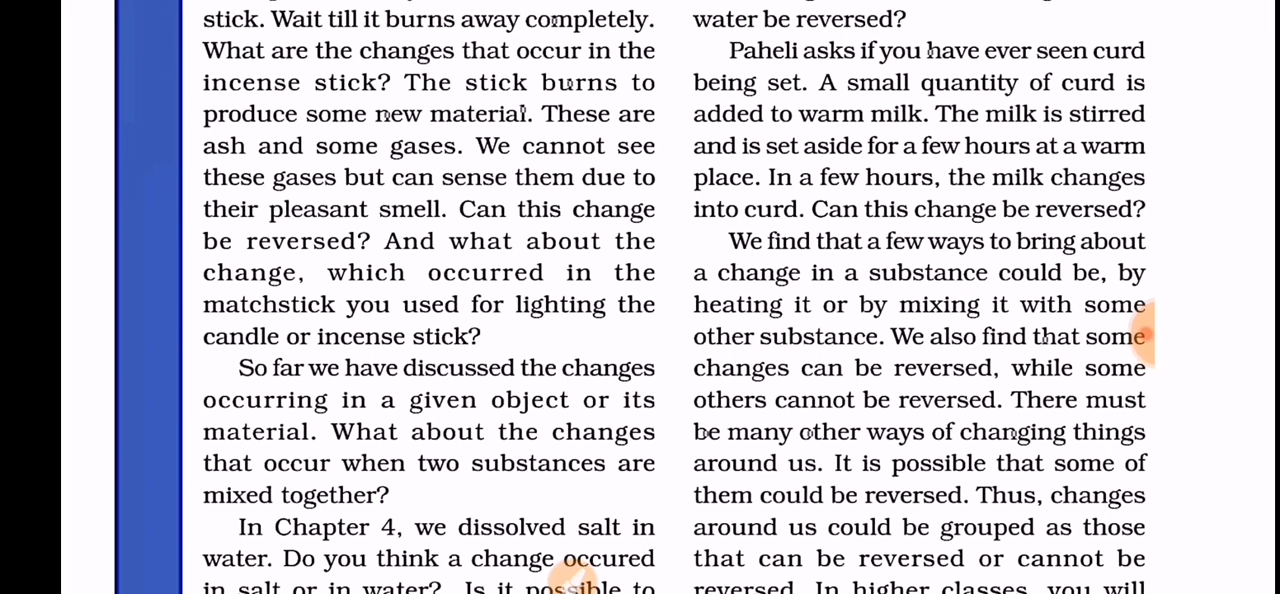 stick. Wait till it burns away completely.
What are the changes that occur in the
incense stick? The stick burns to
produce some new material. These are
ash and some gases. We cannot see
these gases but can sense them due to
their pleasant smell. Can this change
be reversed? And what about the
change, which occurred in the
matchstick you used for lighting the
candle or incense stick?
So far we have discussed the changes
occurring in a given object or its
material. What about the changes
that occur when two substances are
mixed together?
In Chapter 4, we dissolved salt in
water. Do you think a change occured
in salt or in water? Is it possible to
water be reversed?
Paheli asks if you have ever seen curd
being set. A small quantity of curd is
added to warm milk. The milk is stirred
and is set aside for a few hours at a warm
place. In a few hours, the milk changes
into curd. Can this change be reversed?
We find that a few ways to bring about
a change in a substance could be, by
heating it or by mixing it with some
other substance. We also find that some
changes can be reversed, while some
others cannot be reversed. There must
be many other ways of changing things
around us. It is possible that some of
them could be reversed. Thus, changes
around us could be grouped as those
that can be reversed or cannot be
reversed. In higher classes, you will